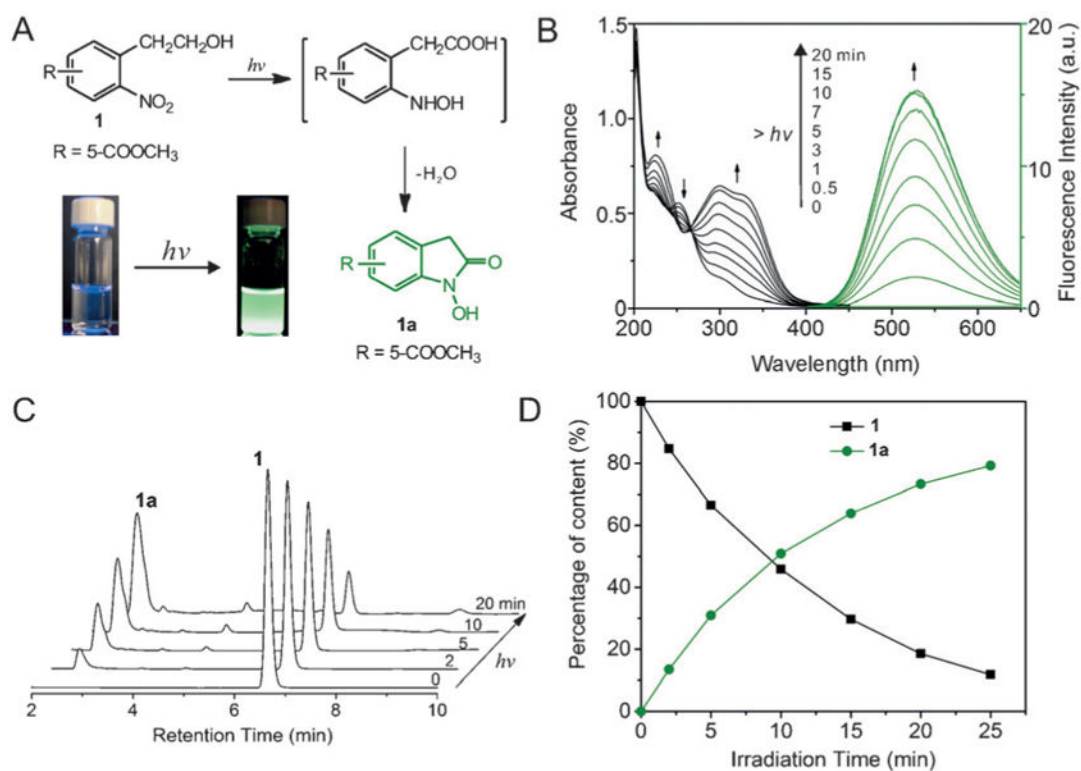 A
CH₂CH₂OH
R
NO₂
1
R = 5-COOCH₃
hν
CH₂COOH
R
NHOH
-H₂O
hν
R
O
N
OH
1a
R = 5-COOCH₃
B
Absorbance
1.5
1.0
0.5
0
200 300 400 500 600
Wavelength (nm)
> hν
20 min
15
10
7
5
3
1
0.5
0
20
10
0
Fluorescence Intensity (a.u.)
C
1a
1
20 min
10
5
2
0
hν
2 4 6 8 10
Retention Time (min)
D
Percentage of content (%)
100
80
60
40
20
0
1
1a
0 5 10 15 20 25
Irradiation Time (min)